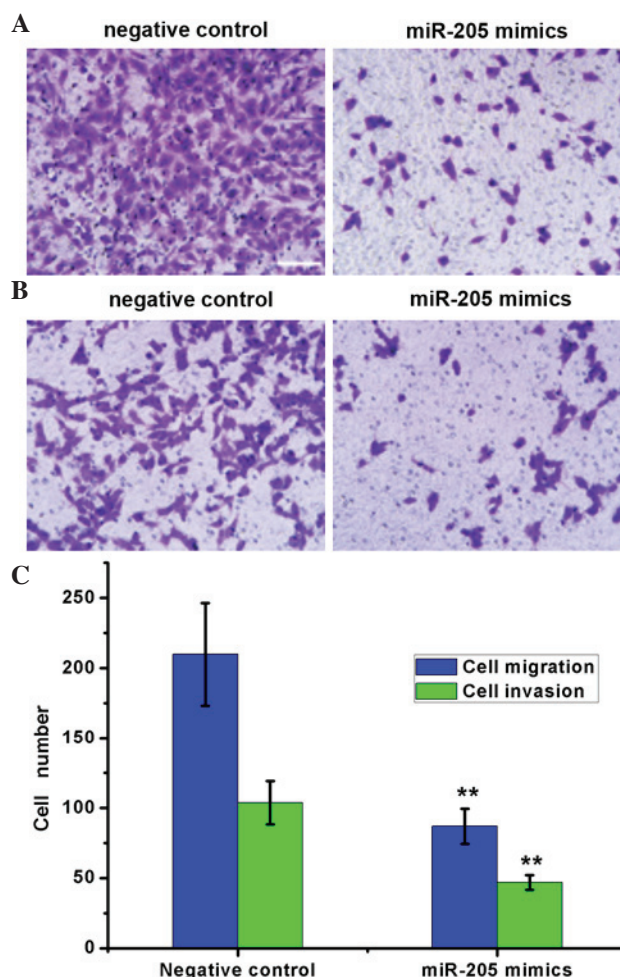 A
negative control
miR-205 mimics
B
negative control
miR-205 mimics
C
250
200
150
100
50
0
Cell number
Cell migration
Cell invasion
**
**
Negative control
miR-205 mimics